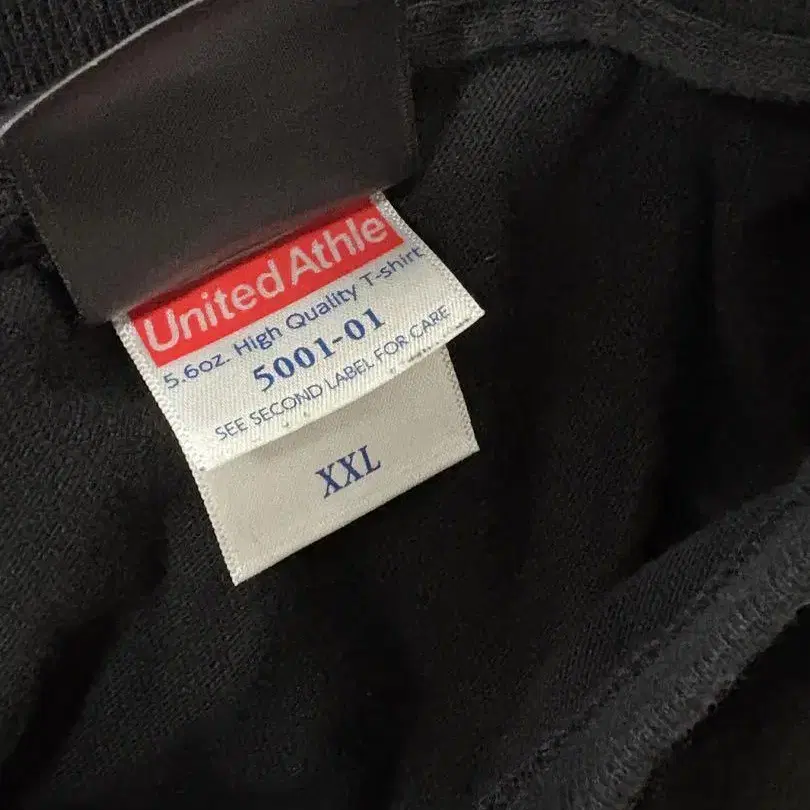 United Athle
5.6oz. High Quality T-shirt
5001-01
SEE SECOND LABEL FOR CARE
XXL